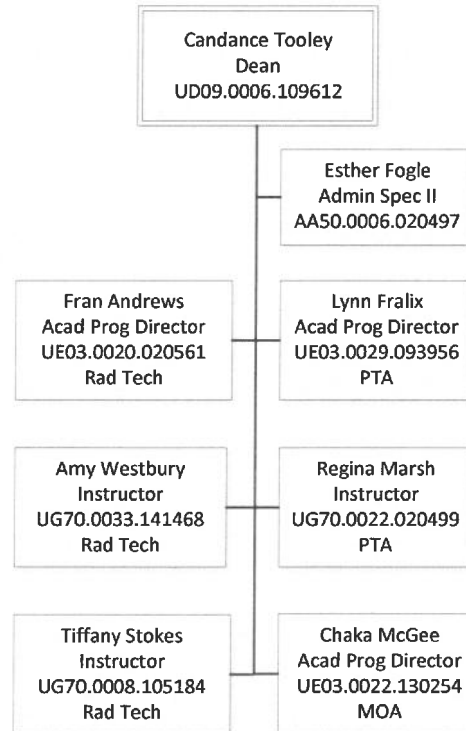 Candance Tooley
Dean
UD09.0006.109612
Esther Fogle
Admin Spec II
AA50.0006.020497
Fran Andrews
Acad Prog Director
UE03.0020.020561
Rad Tech
Lynn Fralix
Acad Prog Director
UE03.0029.093956
PTA
Amy Westbury
Instructor
UG70.0033.141468
Rad Tech
Regina Marsh
Instructor
UG70.0022.020499
PTA
Tiffany Stokes
Instructor
UG70.0008.105184
Rad Tech
Chaka McGee
Acad Prog Director
UE03.0022.130254
MOA